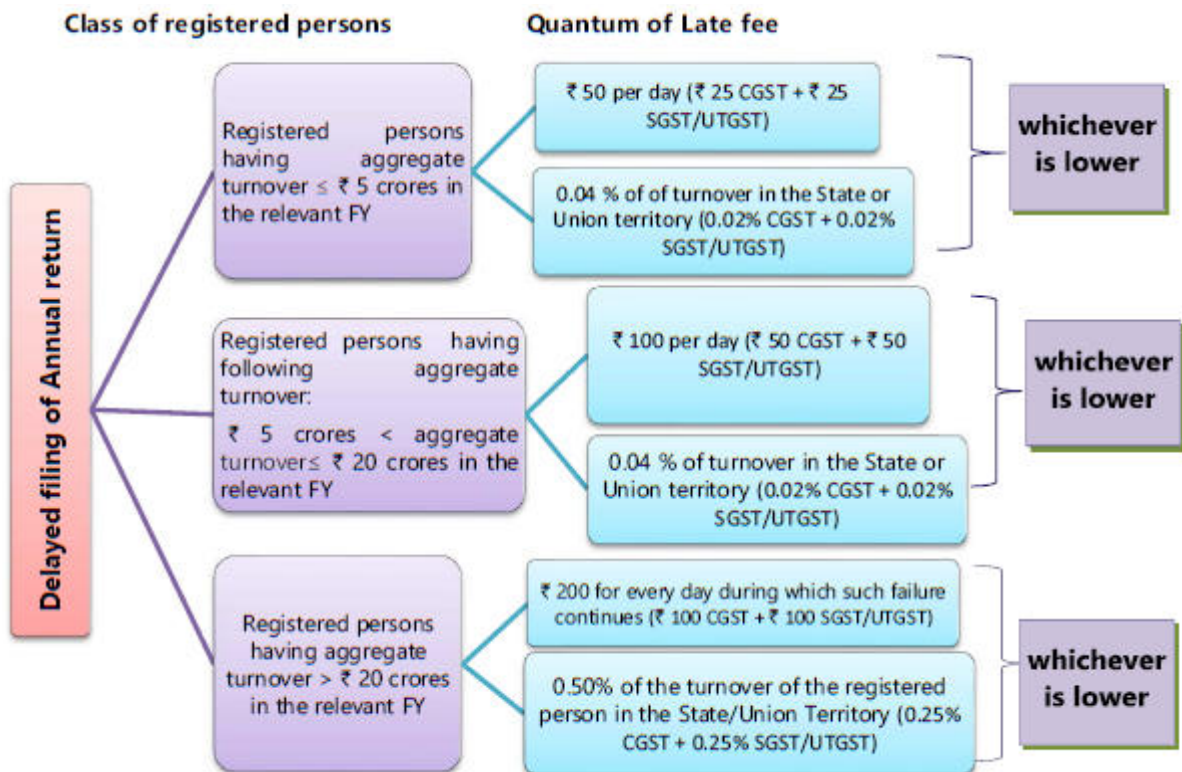 Class of registered persons
Quantum of Late fee
Delayed filing of Annual return
Registered persons
having aggregate
turnover ≤ ₹ 5 crores in
the relevant FY
₹ 50 per day (₹ 25 CGST + ₹ 25
SGST/UTGST)
0.04 % of of turnover in the State or
Union territory (0.02% CGST + 0.02%
SGST/UTGST)
whichever
is lower
Registered persons having
following aggregate
turnover:
₹ 5 crores < aggregate
turnover≤ ₹ 20 crores in the
relevant FY
₹ 100 per day (₹ 50 CGST + ₹ 50
SGST/UTGST)
0.04 % of turnover in the State or
Union territory (0.02% CGST + 0.02%
SGST/UTGST)
whichever
is lower
Registered persons
having aggregate
turnover > ₹ 20 crores
in the relevant FY
₹ 200 for every day during which such failure
continues (₹ 100 CGST + ₹ 100 SGST/UTGST)
0.50% of the turnover of the registered
person in the State/Union Territory (0.25%
CGST + 0.25% SGST/UTGST)
whichever
is lower